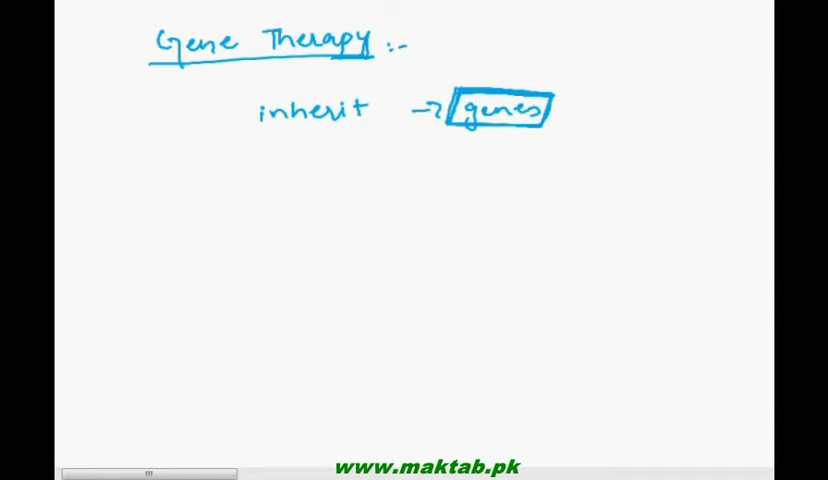 Gene Therapy :-
inherit → genes
www.maktab.pk